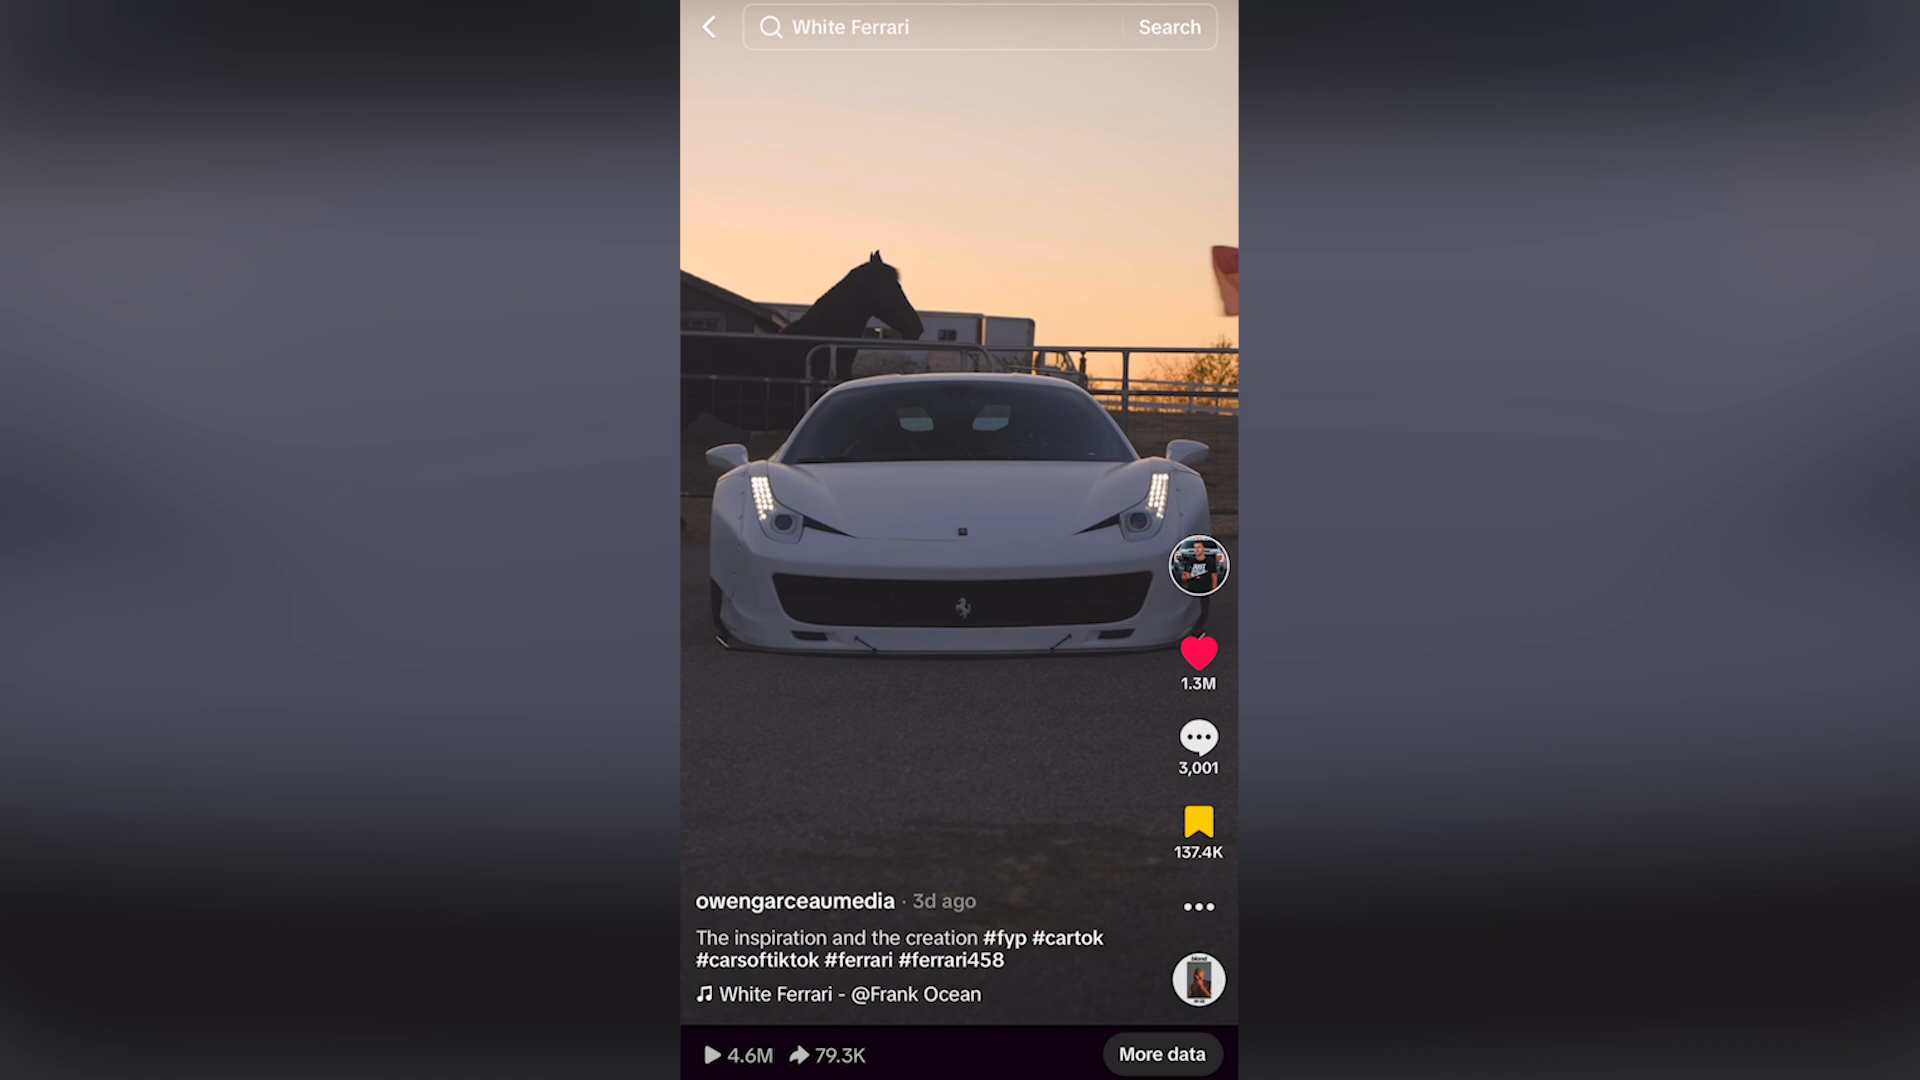 White Ferrari
Search
1.3M
3,001
137.4K
owengarceaumedia · 3d ago
The inspiration and the creation #fyp #cartok
#carsoftiktok #ferrari #ferrari458
White Ferrari - @Frank Ocean
blond
4.6M
79.3K
More data